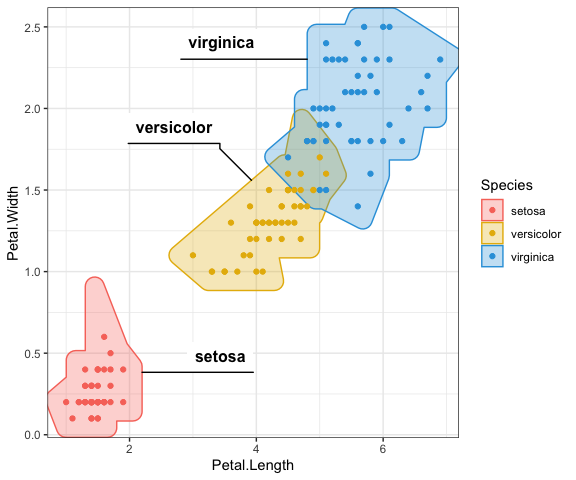 2.5
virginica
2.0
versicolor
Petal.Width
1.5
1.0
0.5
setosa
0.0
2
4
6
Petal.Length
Species
setosa
versicolor
virginica